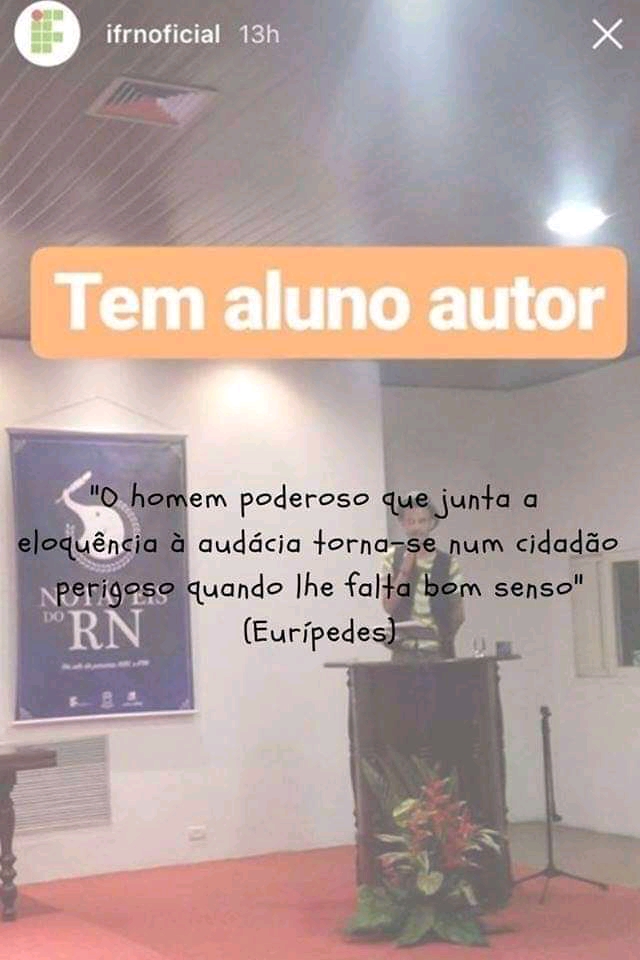 ifrnoficial 13h
Tem aluno autor
"O homem poderoso que junta a
eloquência à audácia torna-se num cidadão
perigoso quando lhe falta bom senso"
(Eurípedes)
NOTÁVEIS
DO RN